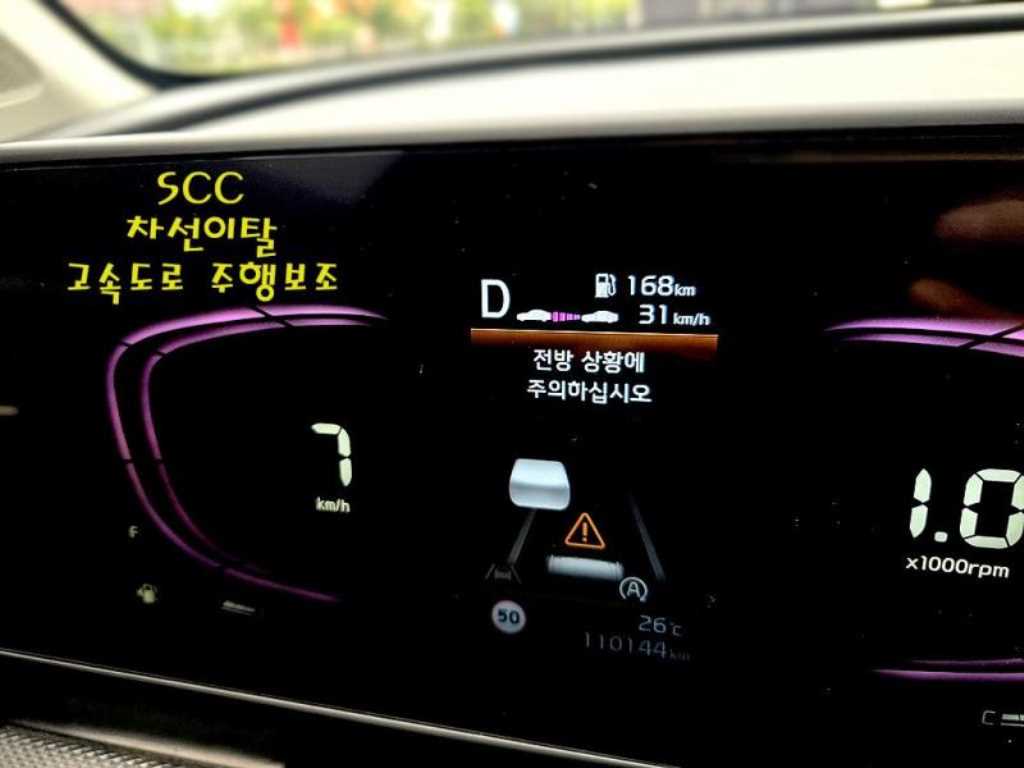 SCC
차선이탈
고속도로 주행보조
D 168km
31km/h
전방 상황에
주의하십시오
7
km/h
1.0
x1000rpm
F
A
50
26℃
110144km
C